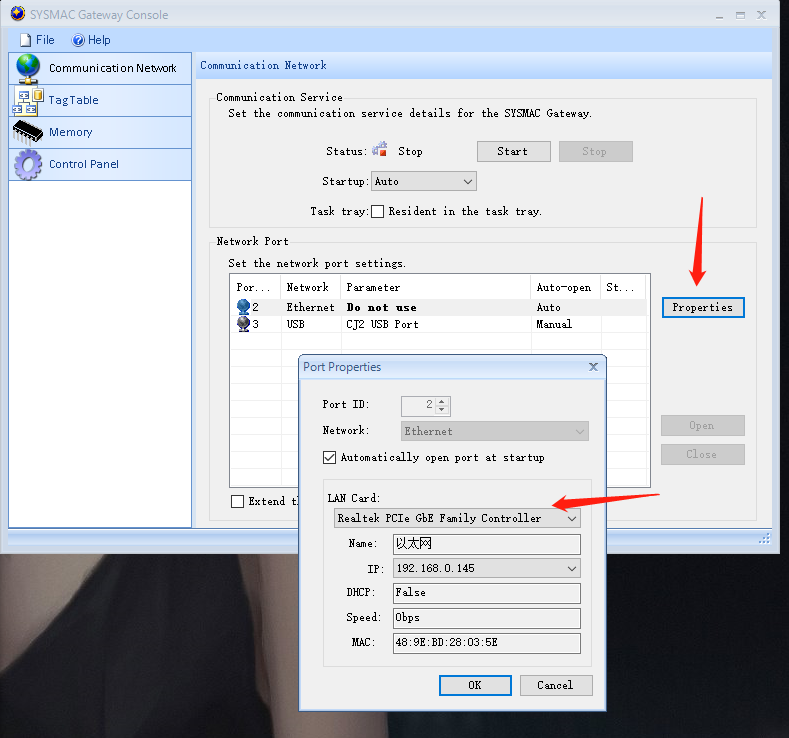 SYSMAC Gateway Console
File Help
Communication Network
TagTable
Memory
Control Panel
Communication Network
Communication Service
Set the communication service details for the SYSMAC Gateway.
Status: Stop Start Stop
Startup: Auto
Task tray: Resident in the task tray.
Network Port
Set the network port settings.
Por... Network Parameter Auto-open St...
2 Ethernet Do not use Auto
3 USB CJ2 USB Port Manual
Properties
Open
Close
Extend th
Port Properties
Port ID: 2
Network: Ethernet
Automatically open port at startup
LAN Card:
Realtek PCIe GbE Family Controller
Name: 以太网
IP: 192.168.0.145
DHCP: False
Speed: 0bps
MAC: 48:9E:BD:28:03:5E
OK Cancel